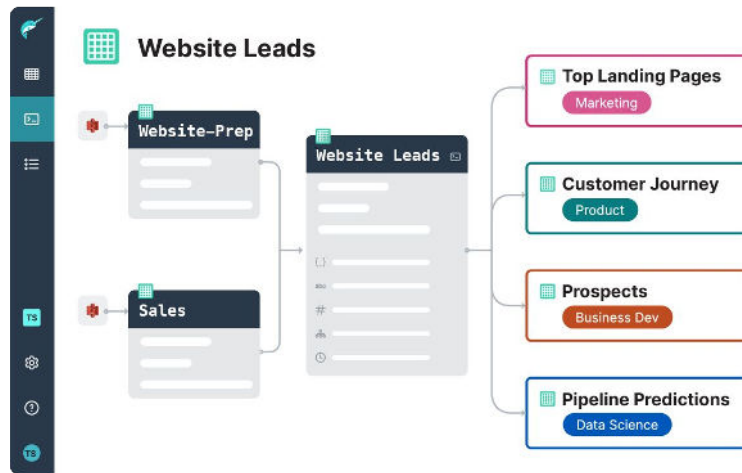 Website Leads
Website-Prep
Sales
Website Leads
{..}
abc
#
Top Landing Pages
Marketing
Customer Journey
Product
Prospects
Business Dev
Pipeline Predictions
Data Science
TS
?
TS